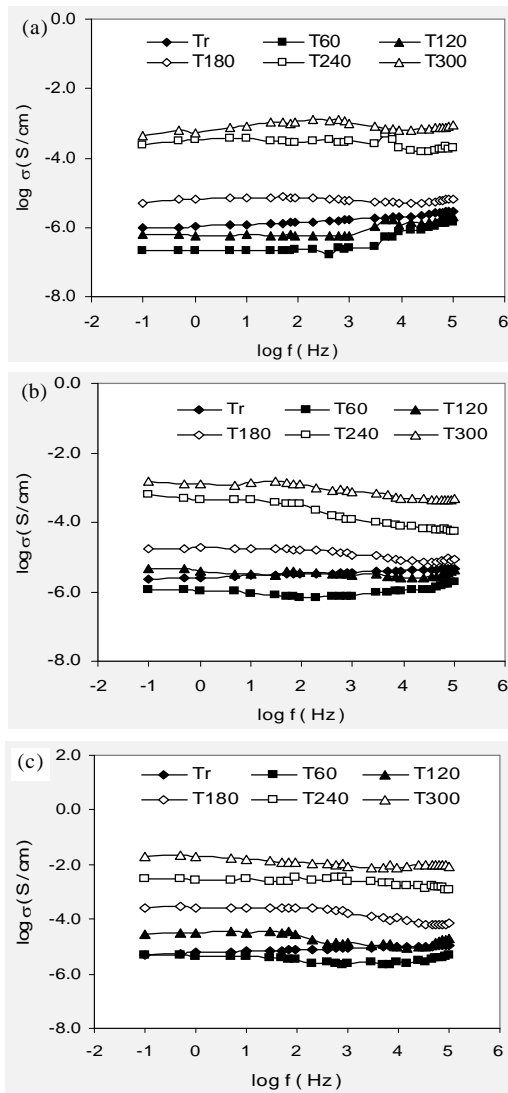 (a)
Tr T60 T120
T180 T240 T300
0.0
-2.0
-4.0
-6.0
-8.0
log σ( S / cm)
-2 -1 0 1 2 3 4 5 6
log f ( Hz)
(b)
0.0
Tr T60 T120
T180 T240 T300
-2.0
-4.0
-6.0
-8.0
logσ( S /cm)
-2 -1 0 1 2 3 4 5 6
log f ( Hz)
(c)
2.0
Tr T60 T120
T180 T240 T300
0.0
-2.0
-4.0
-6.0
-8.0
logσ( S /cm)
-2 -1 0 1 2 3 4 5 6
log f ( Hz)